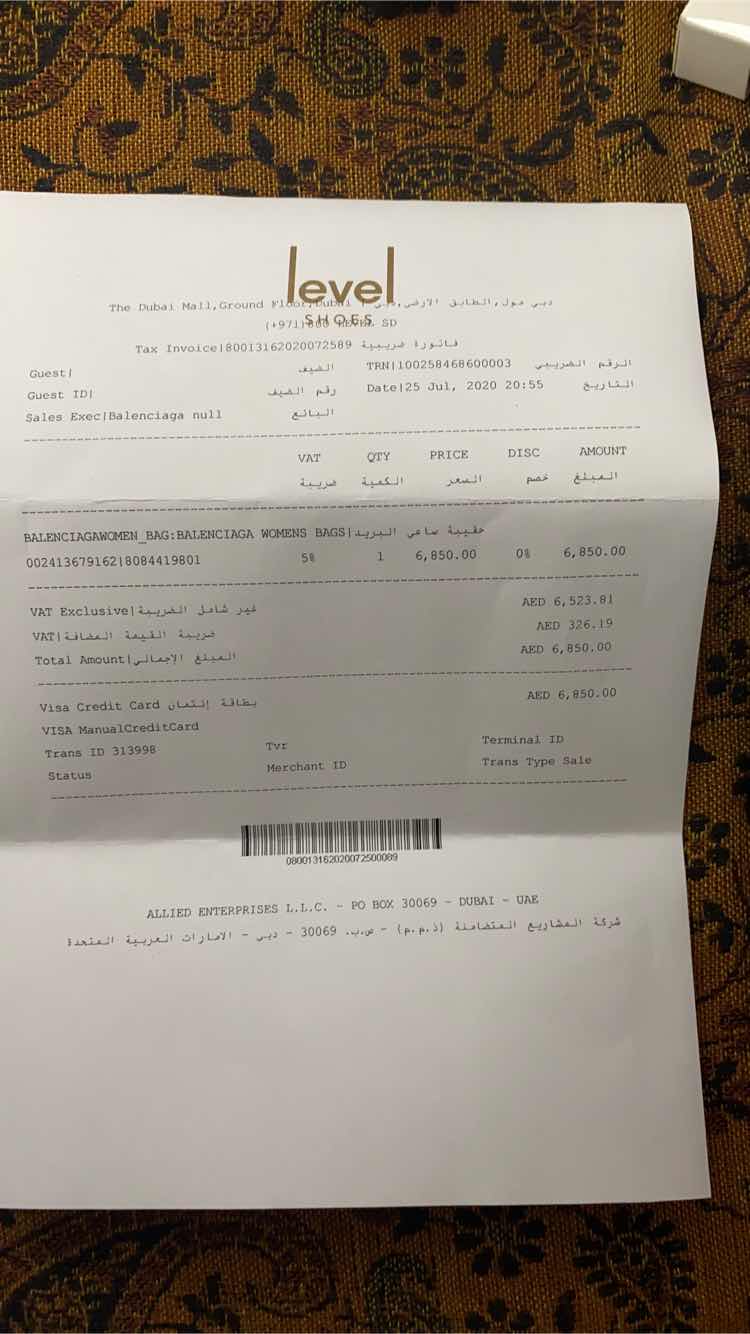 level
SHOES
The Dubai Mall,Ground Floor,Dubai | دبي مول,الطابق الارضي,دبي
(+971)800 LEVEL SD
Tax Invoice|80013162020072589 فاتورة ضريبية
Guest| الضيف TRN|100258468600003 الرقم الضريبي
Guest ID| رقم الضيف Date|25 Jul, 2020 20:55 التاريخ
Sales Exec|Balenciaga null البائع
VAT QTY PRICE DISC AMOUNT
ضريبة الكمية السعر خصم المبلغ
BALENCIAGAWOMEN_BAG:BALENCIAGA WOMENS BAGS|حقيبة ساعي البريد
002413679162|8084419801 5% 1 6,850.00 0% 6,850.00
VAT Exclusive|غير شامل الضريبة AED 6,523.81
VAT|ضريبة القيمة المضافة AED 326.19
Total Amount|المبلغ الإجمالي AED 6,850.00
Visa Credit Card بطاقة إئتمان AED 6,850.00
VISA ManualCreditCard
Trans ID 313998 Tvr Terminal ID
Status Merchant ID Trans Type Sale
080013162020072500089
ALLIED ENTERPRISES L.L.C. - PO BOX 30069 - DUBAI - UAE
شركة المشاريع المتضامنة (ذ.م.م) - ص.ب. 30069 - دبي - الامارات العربية المتحدة